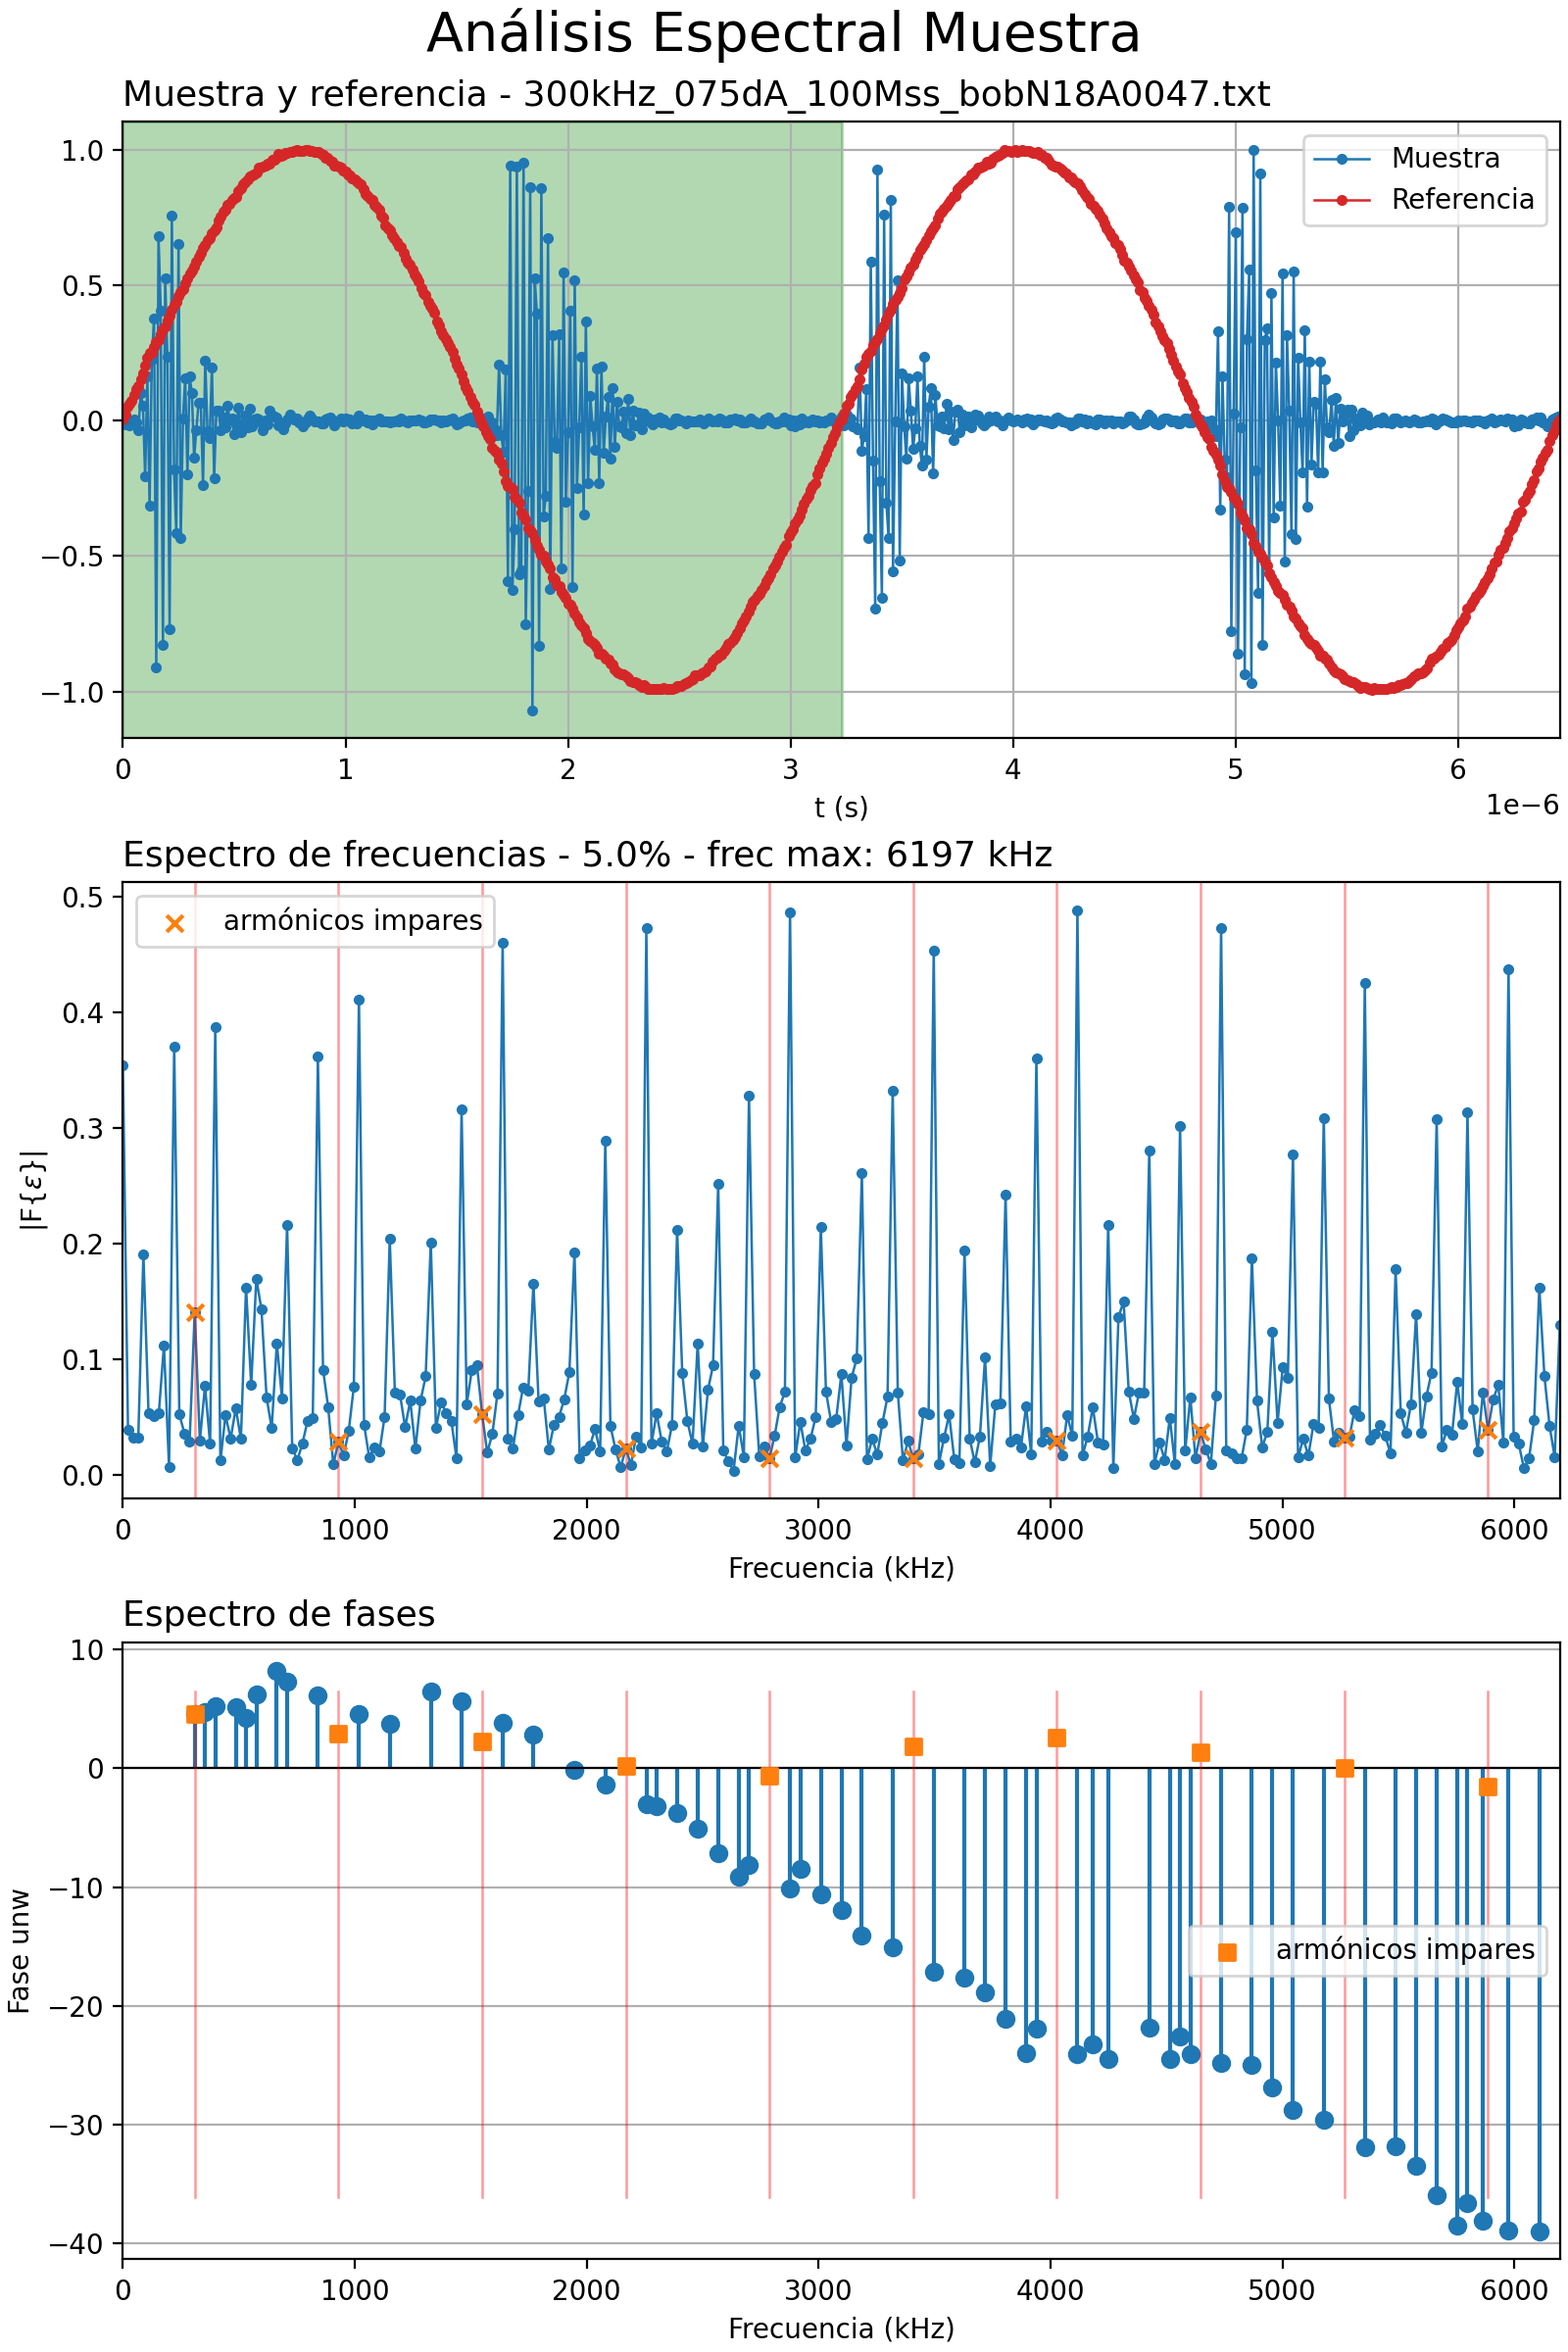 Análisis Espectral Muestra
Muestra y referencia - 300kHz_075dA_100Mss_bobN18A0047.txt
1.0
0.5
0.0
−0.5
−1.0
Muestra
Referencia
0 1 2 3 4 5 6
t (s)
1e−6
Espectro de frecuencias - 5.0% - frec max: 6197 kHz
0.5
0.4
0.3
0.2
0.1
0.0
|F{ε}|
armónicos impares
0 1000 2000 3000 4000 5000 6000
Frecuencia (kHz)
Espectro de fases
10
0
−10
−20
−30
−40
Fase unw
armónicos impares
0 1000 2000 3000 4000 5000 6000
Frecuencia (kHz)